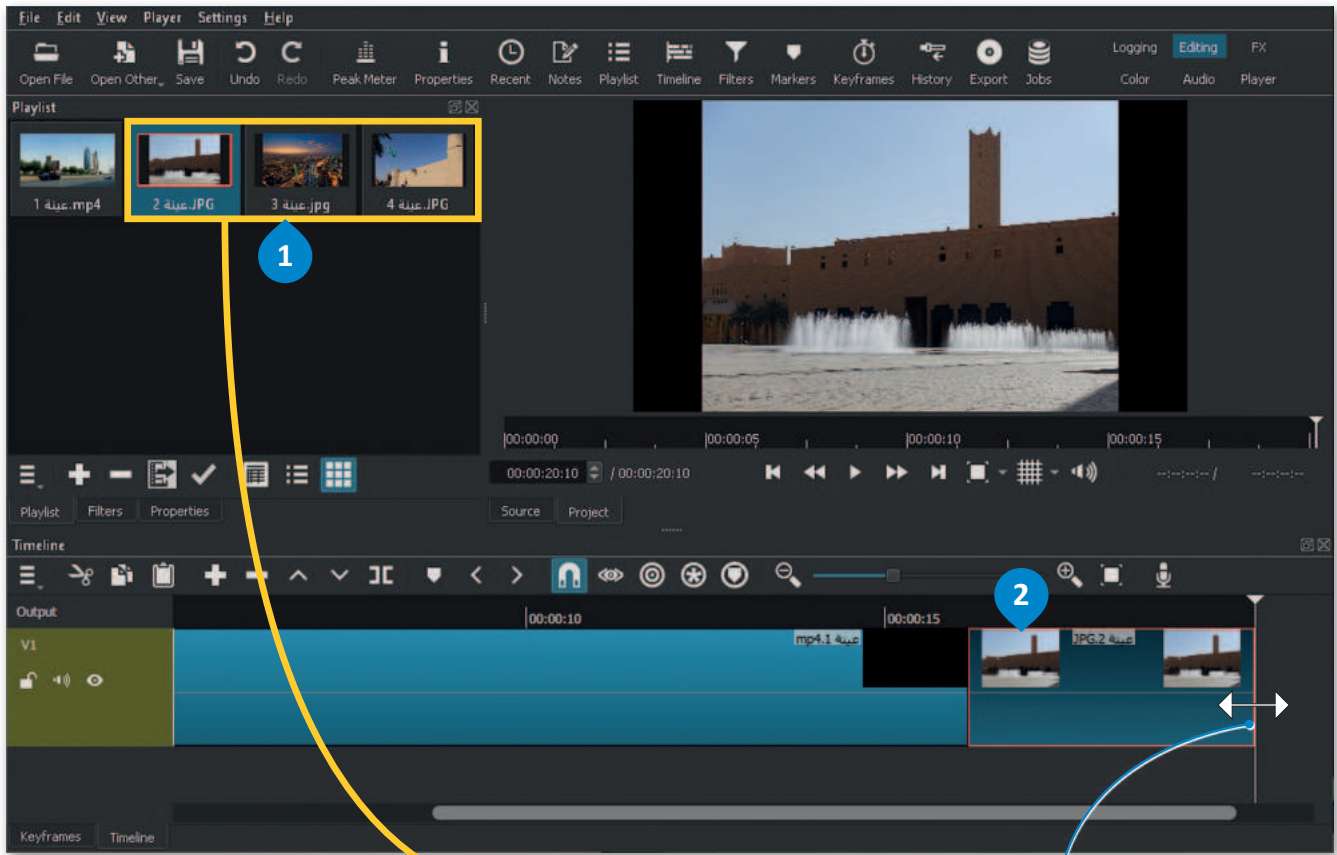 File Edit View Player Settings Help
Open File Open Other Save Undo Redo Peak Meter Properties Recent Notes Playlist Timeline Filters Markers Keyframes History Export Jobs
Logging Editing FX
Color Audio Player
Playlist
عينة 1.mp4
عينة 2.JPG
عينة 3.jpg
عينة 4.JPG
1
00:00:00 00:00:05 00:00:10 00:00:15
00:00:20:10 / 00:00:20:10 --:--:--:-- / --:--:--:--
Playlist Filters Properties
Source Project
Timeline
2
Output 00:00:10 00:00:15
V1
عينة 1.mp4
عينة 2.JPG
Keyframes Timeline